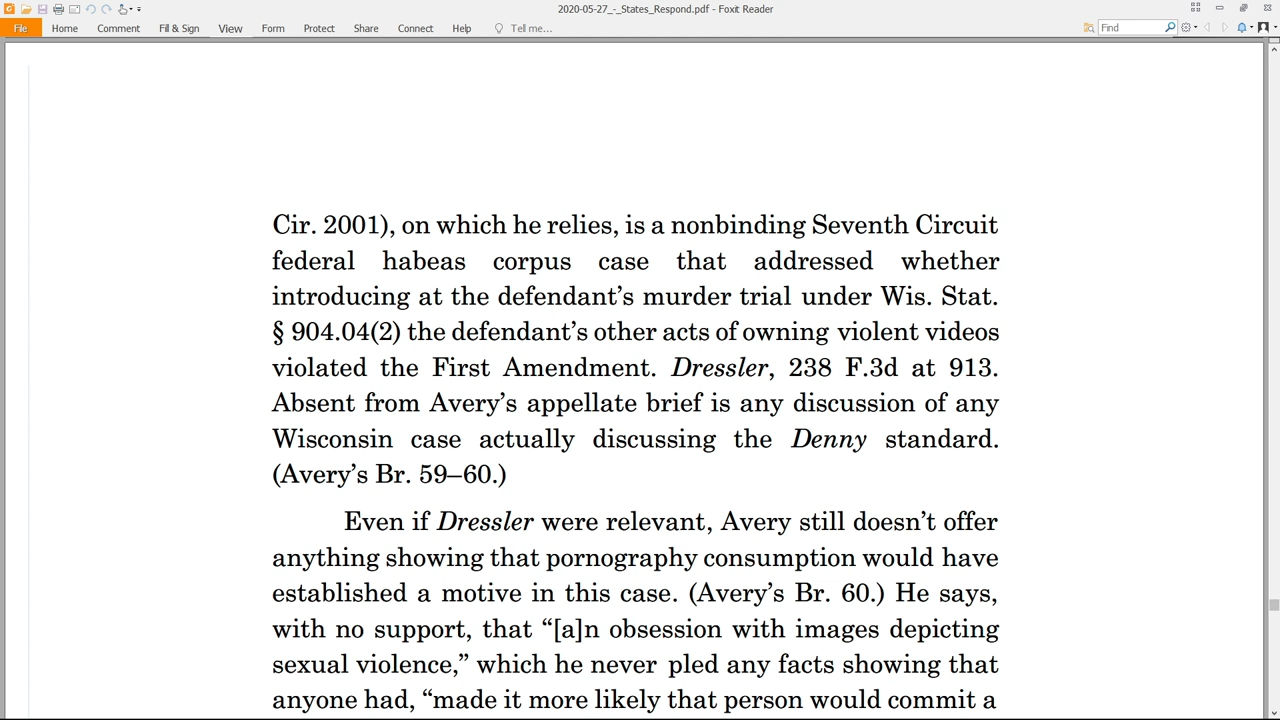 2020-05-27_-_States_Respond.pdf - Foxit Reader
File Home Comment Fill & Sign View Form Protect Share Connect Help Tell me... Find
Cir. 2001), on which he relies, is a nonbinding Seventh Circuit
federal habeas corpus case that addressed whether
introducing at the defendant’s murder trial under Wis. Stat.
§ 904.04(2) the defendant’s other acts of owning violent videos
violated the First Amendment. Dressler, 238 F.3d at 913.
Absent from Avery’s appellate brief is any discussion of any
Wisconsin case actually discussing the Denny standard.
(Avery’s Br. 59–60.)
Even if Dressler were relevant, Avery still doesn’t offer
anything showing that pornography consumption would have
established a motive in this case. (Avery’s Br. 60.) He says,
with no support, that “[a]n obsession with images depicting
sexual violence,” which he never pled any facts showing that
anyone had, “made it more likely that person would commit a